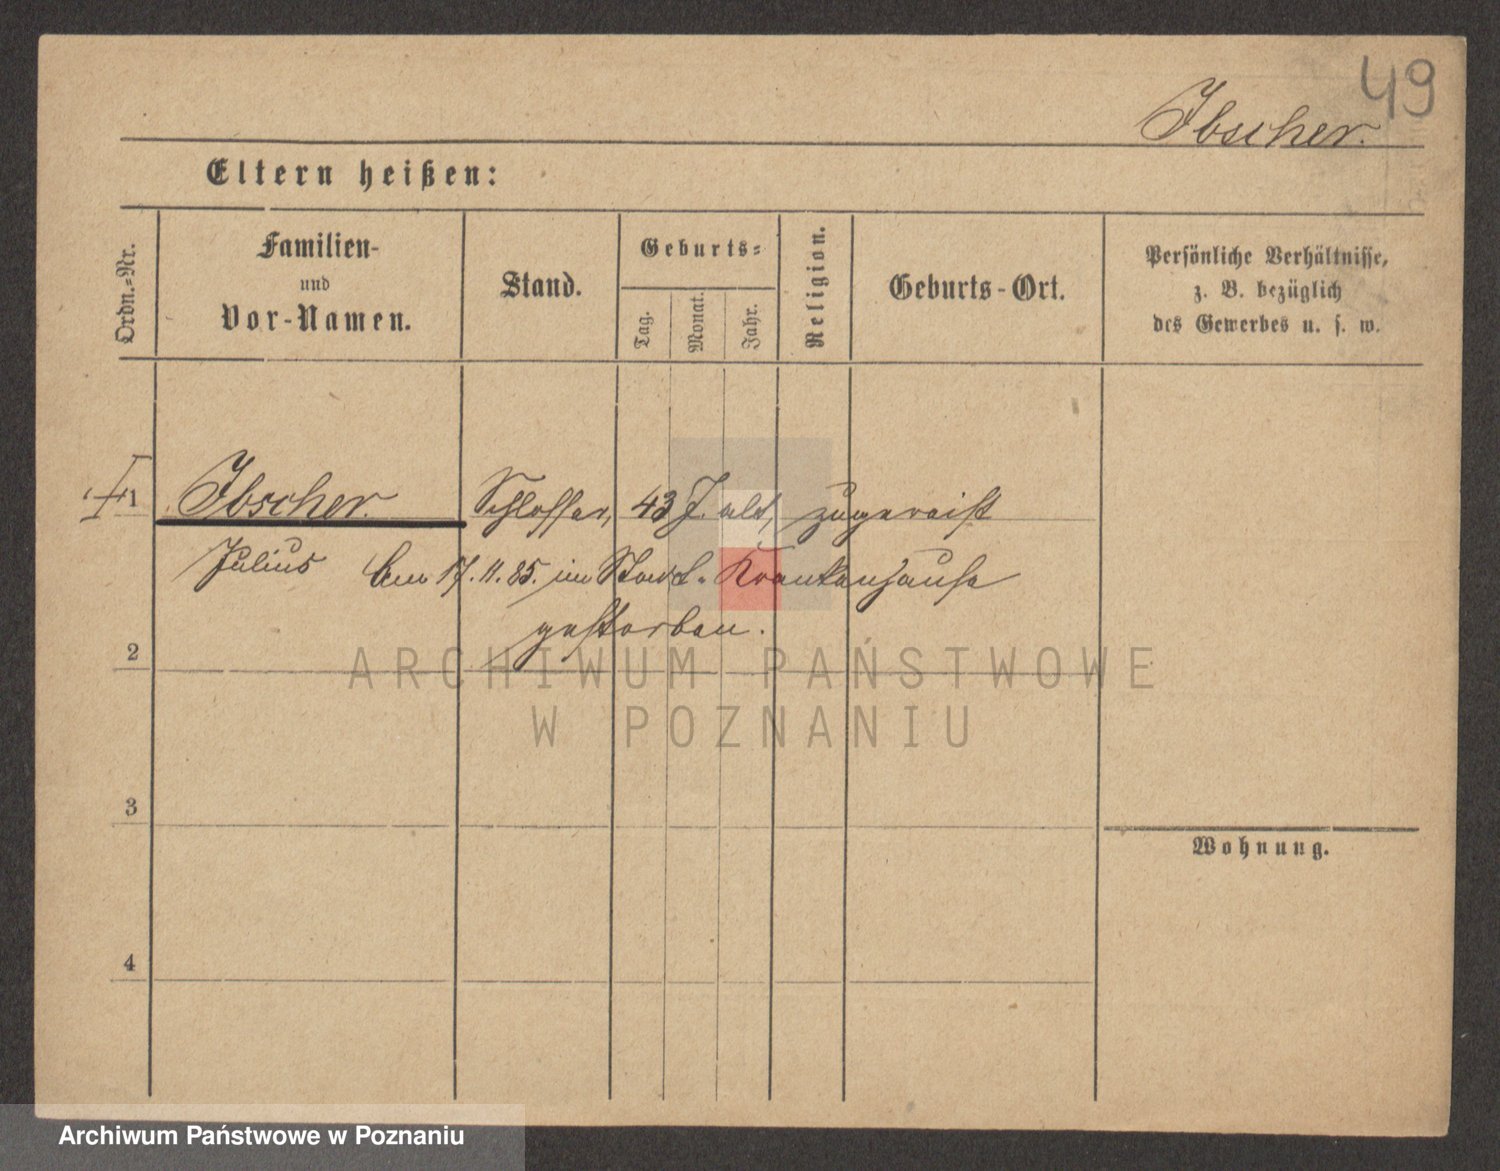 49
Ibscher.
Eltern heißen:
Ordn.-Nr.
Familien-
und
Vor-Namen.
Stand.
Geburts-
Tag.
Monat.
Jahr.
Religion.
Geburts-Ort.
Persönliche Verhältnisse,
z. B. bezüglich
des Gewerbes u. s. w.
1 Ibscher. Schlosser, 43 J. alt, zugereist
Julius Am 17.11.85. im Stadt-Krankenhause
gestorben.
2
ARCHIWUM PAŃSTWOWE
W POZNANIU
3
Wohnung.
4
Archiwum Państwowe w Poznaniu